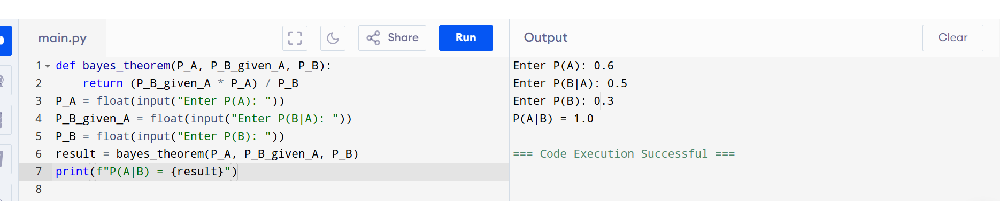 main.py
Share
Run
Output
Clear
1 def bayes_theorem(P_A, P_B_given_A, P_B):
2     return (P_B_given_A * P_A) / P_B
3 P_A = float(input("Enter P(A): "))
4 P_B_given_A = float(input("Enter P(B|A): "))
5 P_B = float(input("Enter P(B): "))
6 result = bayes_theorem(P_A, P_B_given_A, P_B)
7 print(f"P(A|B) = {result}")
8
Enter P(A): 0.6
Enter P(B|A): 0.5
Enter P(B): 0.3
P(A|B) = 1.0
=== Code Execution Successful ===